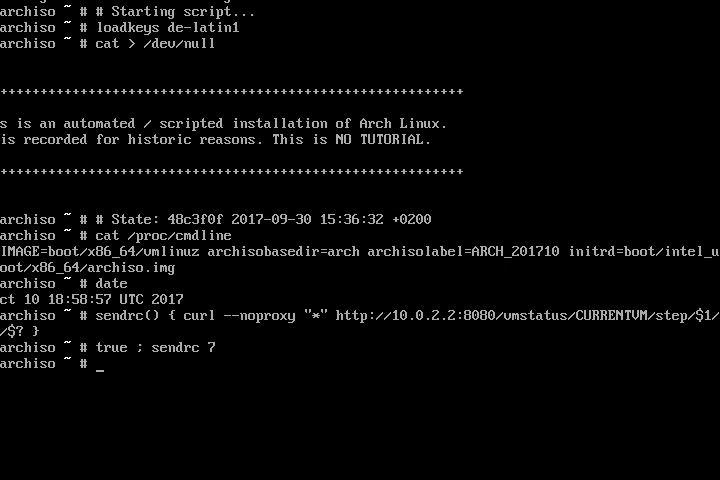 archiso ~ # # Starting script...
archiso ~ # loadkeys de-latin1
archiso ~ # cat > /dev/null
++++++++++++++++++++++++++++++++++++++++++++++++++++++++++
s is an automated / scripted installation of Arch Linux.
is recorded for historic reasons. This is NO TUTORIAL.
++++++++++++++++++++++++++++++++++++++++++++++++++++++++++
archiso ~ # # State: 48c3f0f 2017-09-30 15:36:32 +0200
archiso ~ # cat /proc/cmdline
IMAGE=boot/x86_64/vmlinuz archisobasedir=arch archisolabel=ARCH_201710 initrd=boot/intel_u
oot/x86_64/archiso.img
archiso ~ # date
ct 10 18:58:57 UTC 2017
archiso ~ # sendrc() { curl --noproxy "*" http://10.0.2.2:8080/vmstatus/CURRENTVM/step/$1/
/$? }
archiso ~ # true ; sendrc 7
archiso ~ # _